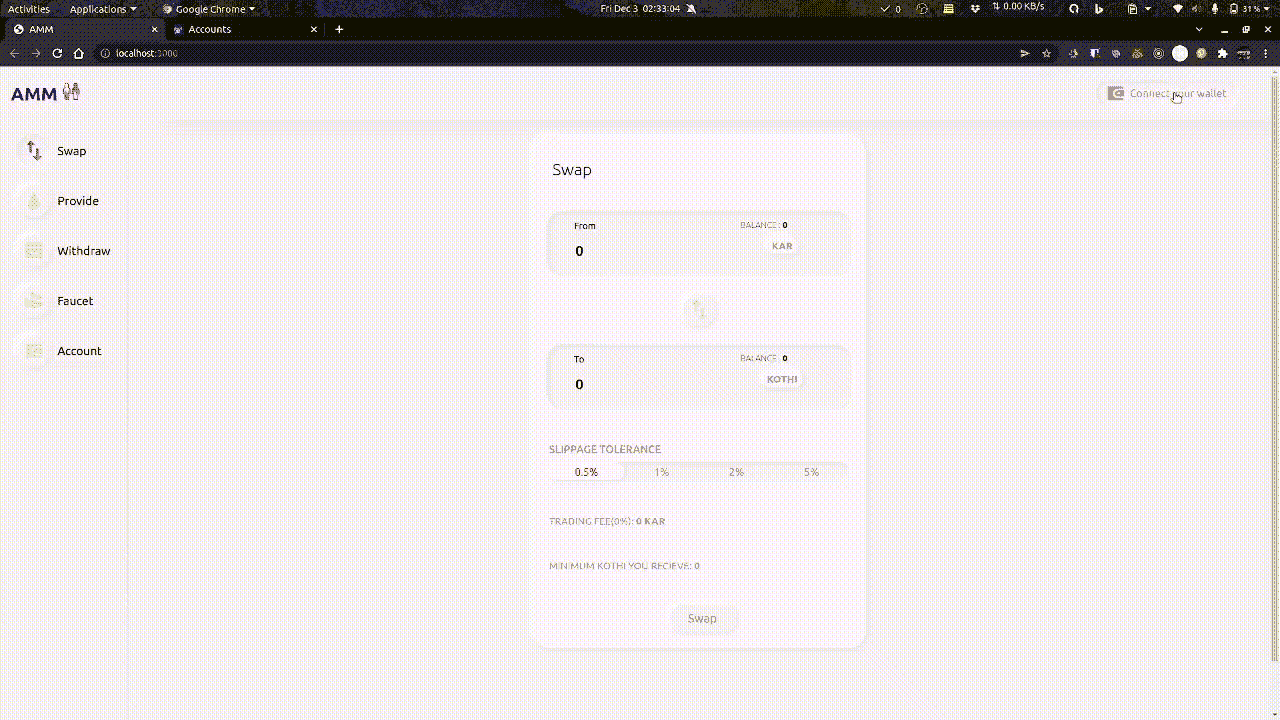 Activities Applications Google Chrome Fri Dec 3 02:33:04 0 0.00 KB/s 31%
AMM Accounts
localhost:3000
AMM Connect your wallet
Swap
Provide
Withdraw
Faucet
Account
Swap
From BALANCE: 0
0 KAR
To BALANCE: 0
0 KOTHI
SLIPPAGE TOLERANCE
0.5% 1% 2% 5%
TRADING FEE(0%): 0 KAR
MINIMUM KOTHI YOU RECIEVE: 0
Swap